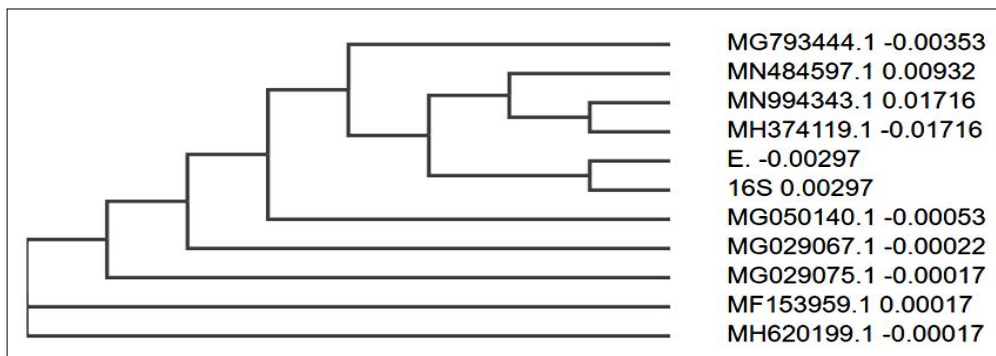 MG793444.1 -0.00353
MN484597.1 0.00932
MN994343.1 0.01716
MH374119.1 -0.01716
E. -0.00297
16S 0.00297
MG050140.1 -0.00053
MG029067.1 -0.00022
MG029075.1 -0.00017
MF153959.1 0.00017
MH620199.1 -0.00017